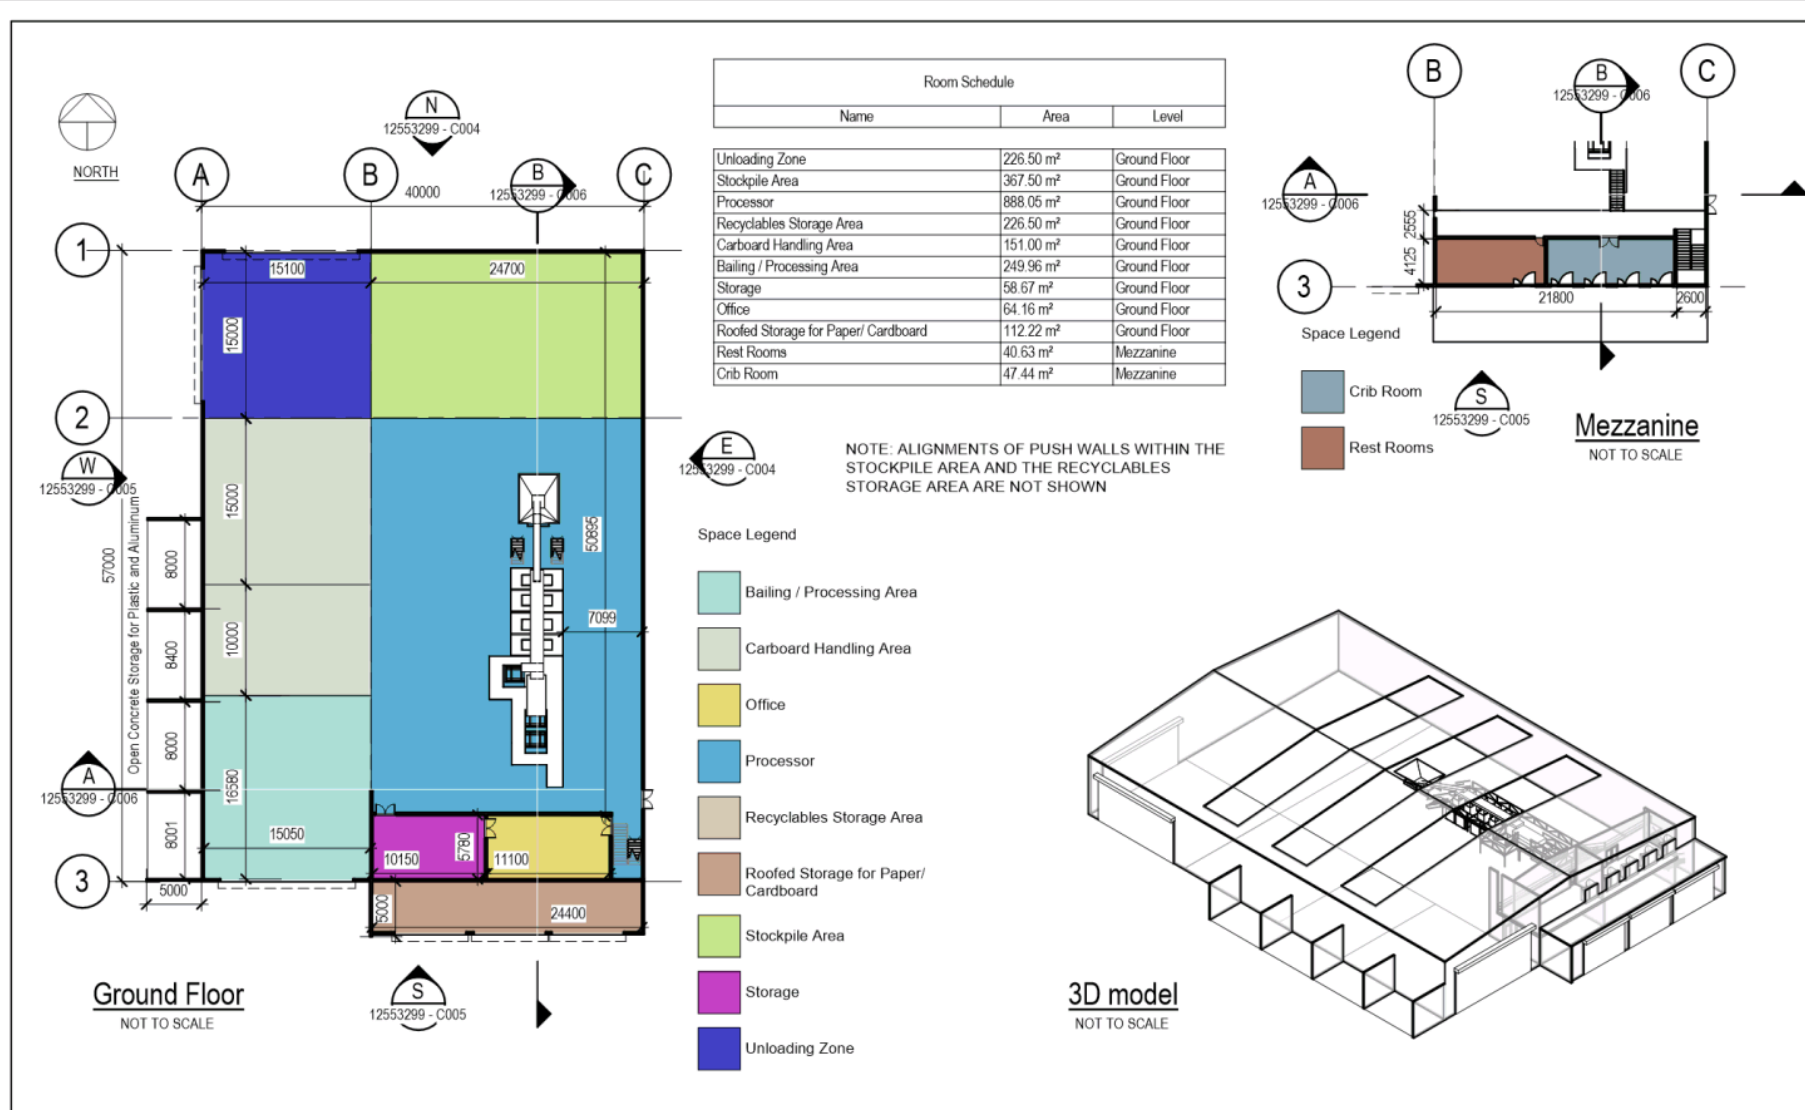 NORTH
N
12553299 - C004
A
B
C
40000
B
12553299 - C006
1
2
3
15100
24700
15000
W
12553299 - C005
15000
10000
16580
15050
57000
Open Concrete Storage for Plastic and Aluminum
8000
8400
8000
8001
5000
A
12553299 - C006
50895
7099
10150
5780
11100
5000
24400
S
12553299 - C005
E
12553299 - C004
Ground Floor
NOT TO SCALE
Room Schedule
Name Area Level
Unloading Zone 226.50 m² Ground Floor
Stockpile Area 367.50 m² Ground Floor
Processor 888.05 m² Ground Floor
Recyclables Storage Area 226.50 m² Ground Floor
Carboard Handling Area 151.00 m² Ground Floor
Bailing / Processing Area 249.96 m² Ground Floor
Storage 58.67 m² Ground Floor
Office 64.16 m² Ground Floor
Roofed Storage for Paper/ Cardboard 112.22 m² Ground Floor
Rest Rooms 40.63 m² Mezzanine
Crib Room 47.44 m² Mezzanine
NOTE: ALIGNMENTS OF PUSH WALLS WITHIN THE
STOCKPILE AREA AND THE RECYCLABLES
STORAGE AREA ARE NOT SHOWN
Space Legend
Bailing / Processing Area
Carboard Handling Area
Office
Processor
Recyclables Storage Area
Roofed Storage for Paper/
Cardboard
Stockpile Area
Storage
Unloading Zone
B
B
12553299 - C006
C
A
12553299 - C006
2555
4125
3
21800
2600
Space Legend
Crib Room
Rest Rooms
S
12553299 - C005
Mezzanine
NOT TO SCALE
3D model
NOT TO SCALE